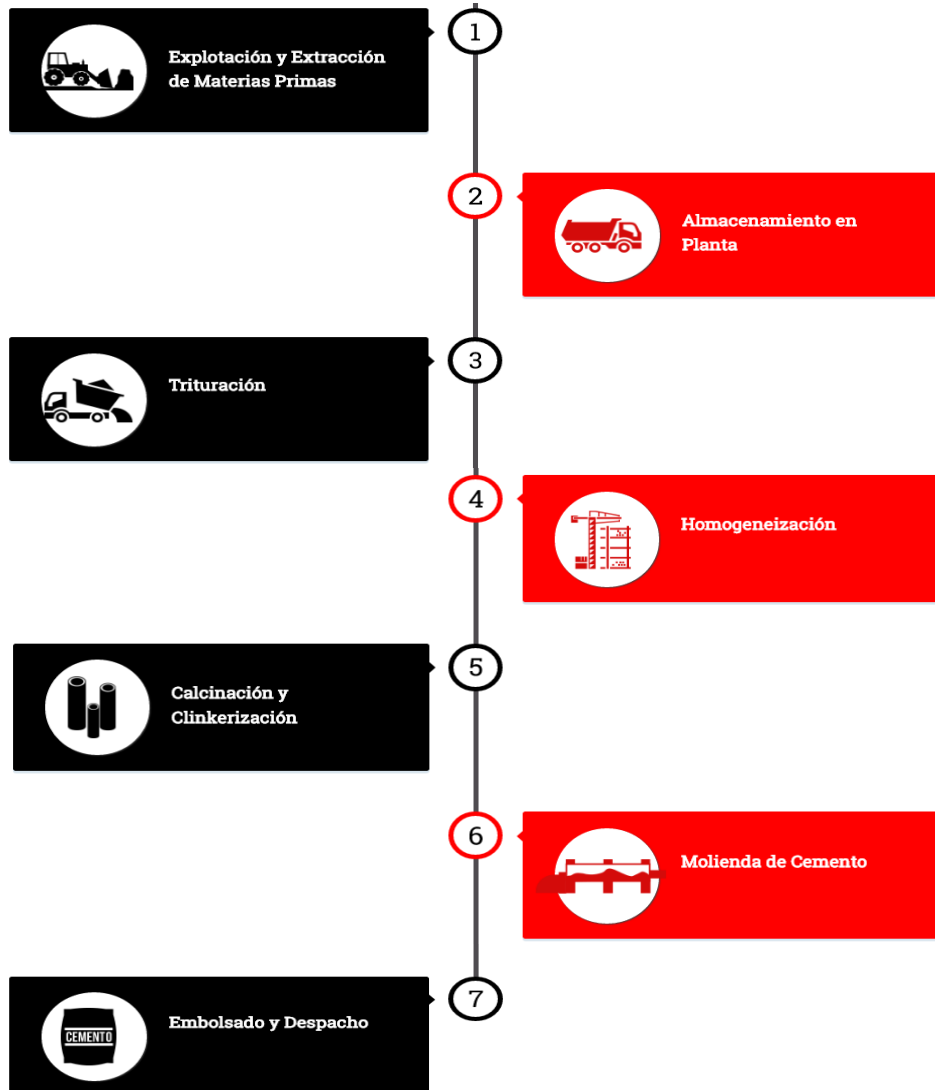 1
Explotación y Extracción
de Materias Primas
2
Almacenamiento en
Planta
3
Trituración
4
Homogeneización
5
Calcinación y
Clinkerización
6
Molienda de Cemento
7
Embolsado y Despacho
CEMENTO